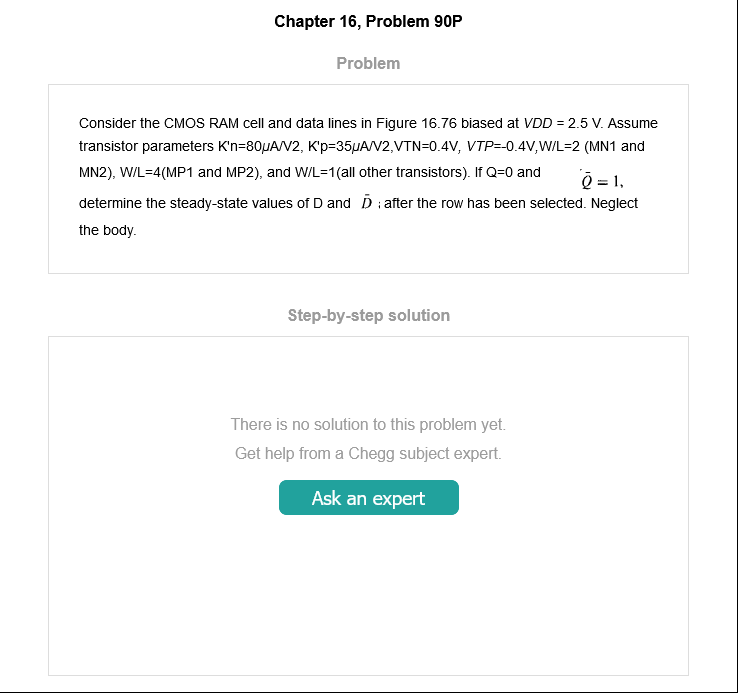 Chapter 16, Problem 90P
Problem
Consider the CMOS RAM cell and data lines in Figure 16.76 biased at VDD = 2.5 V. Assume
transistor parameters K'n=80μA/V2, K'p=35μA/V2,VTN=0.4V, VTP=-0.4V,W/L=2 (MN1 and
MN2), W/L=4(MP1 and MP2), and W/L=1(all other transistors). If Q=0 and Q̄ = 1,
determine the steady-state values of D and D̄ ; after the row has been selected. Neglect
the body.
Step-by-step solution
There is no solution to this problem yet.
Get help from a Chegg subject expert.
Ask an expert